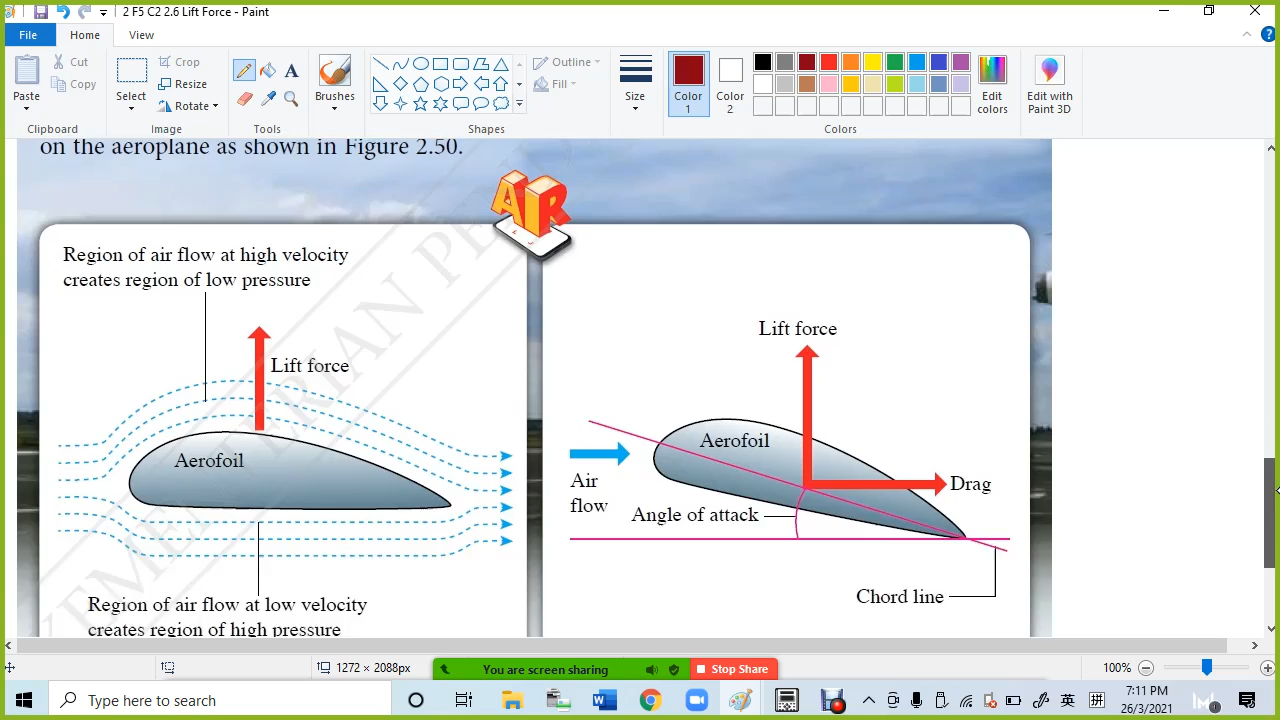 2 F5 C2 2.6 Lift Force - Paint
File
Home
View
Paste
Cut
Copy
Clipboard
Select
Crop
Resize
Rotate
Image
A
Tools
Brushes
Outline
Fill
Shapes
Size
Color
1
Color
2
Edit
colors
Edit with
Paint 3D
Colors
on the aeroplane as shown in Figure 2.50.
AIR
KEMENTERIAN PE
Region of air flow at high velocity
creates region of low pressure
Lift force
Aerofoil
Region of air flow at low velocity
creates region of high pressure
Lift force
Aerofoil
Air
flow
Drag
Angle of attack
Chord line
1272 × 2088px
You are screen sharing
Stop Share
100%
Type here to search
英
拼
7:11 PM
26/3/2021